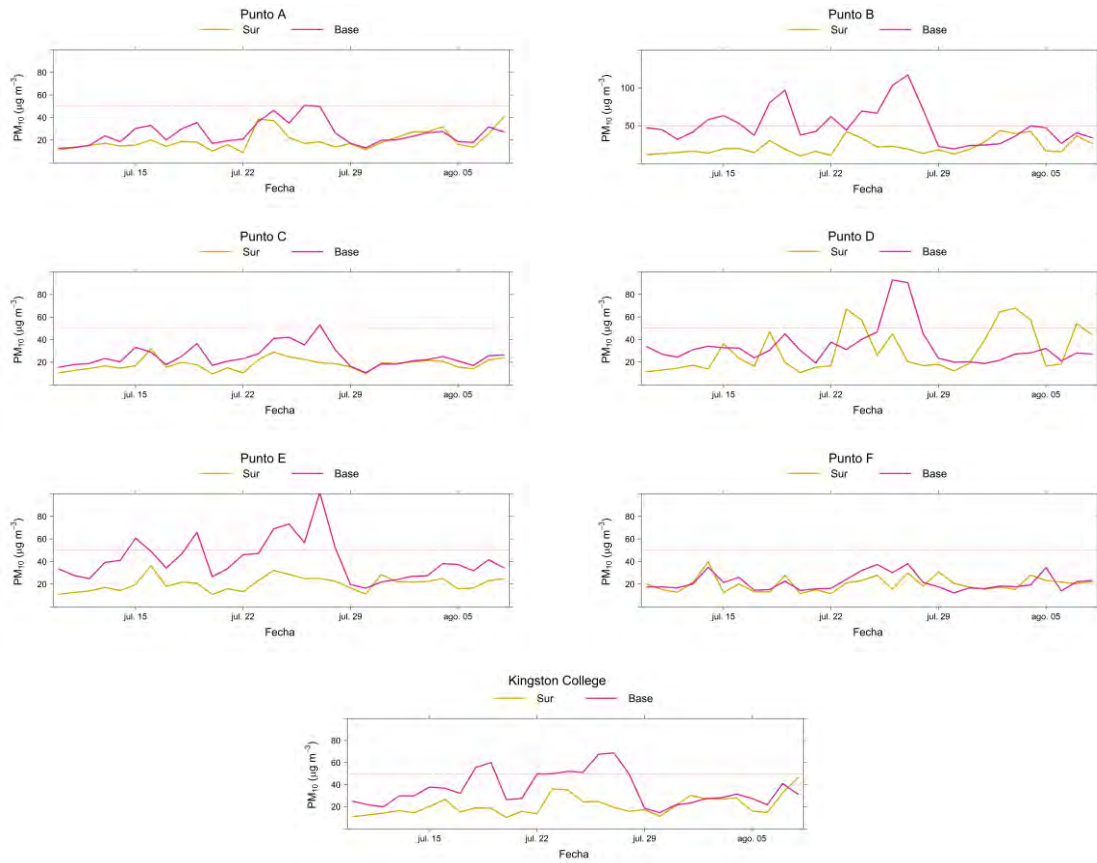 Punto A
Sur Base
PM10 (μg m−3)
80
60
40
20
jul. 15 jul. 22 jul. 29 ago. 05
Fecha
Punto B
Sur Base
PM10 (μg m−3)
100
50
jul. 15 jul. 22 jul. 29 ago. 05
Fecha
Punto C
Sur Base
PM10 (μg m−3)
80
60
40
20
jul. 15 jul. 22 jul. 29 ago. 05
Fecha
Punto D
Sur Base
PM10 (μg m−3)
80
60
40
20
jul. 15 jul. 22 jul. 29 ago. 05
Fecha
Punto E
Sur Base
PM10 (μg m−3)
80
60
40
20
jul. 15 jul. 22 jul. 29 ago. 05
Fecha
Punto F
Sur Base
PM10 (μg m−3)
80
60
40
20
jul. 15 jul. 22 jul. 29 ago. 05
Fecha
Kingston College
Sur Base
PM10 (μg m−3)
80
60
40
20
jul. 15 jul. 22 jul. 29 ago. 05
Fecha